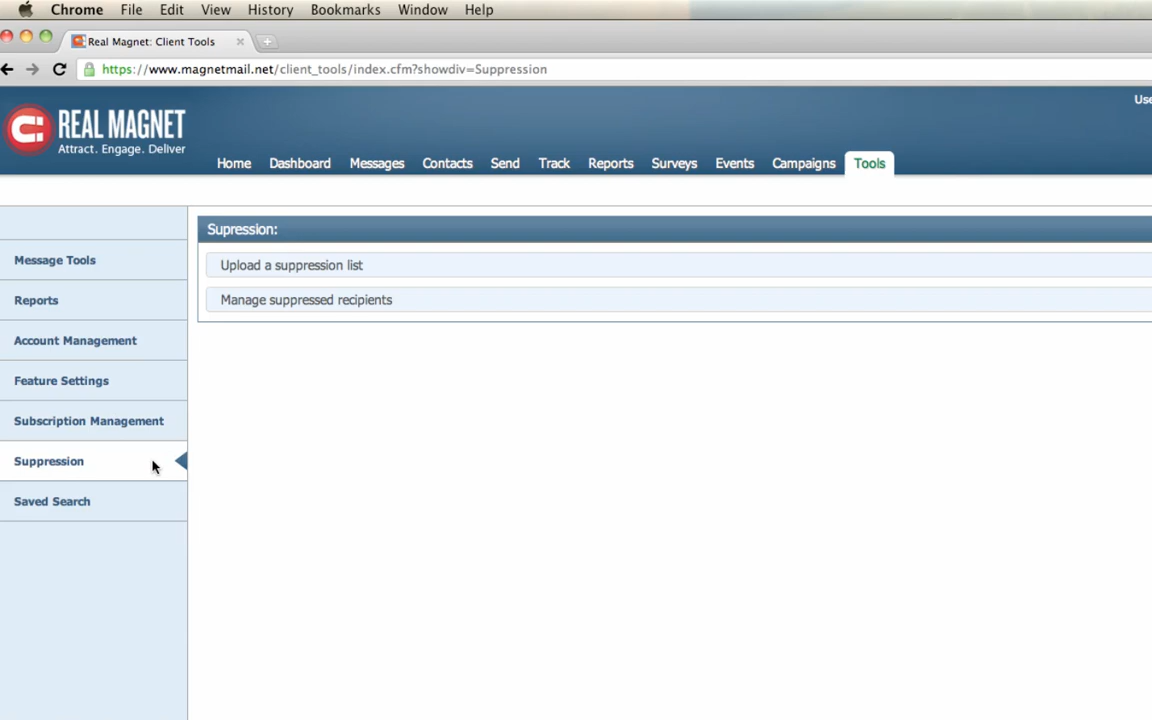 Chrome File Edit View History Bookmarks Window Help
Real Magnet: Client Tools
https://www.magnetmail.net/client_tools/index.cfm?showdiv=Suppression
REAL MAGNET
Attract. Engage. Deliver
Home Dashboard Messages Contacts Send Track Reports Surveys Events Campaigns Tools
Supression:
Upload a suppression list
Manage suppressed recipients
Message Tools
Reports
Account Management
Feature Settings
Subscription Management
Suppression
Saved Search